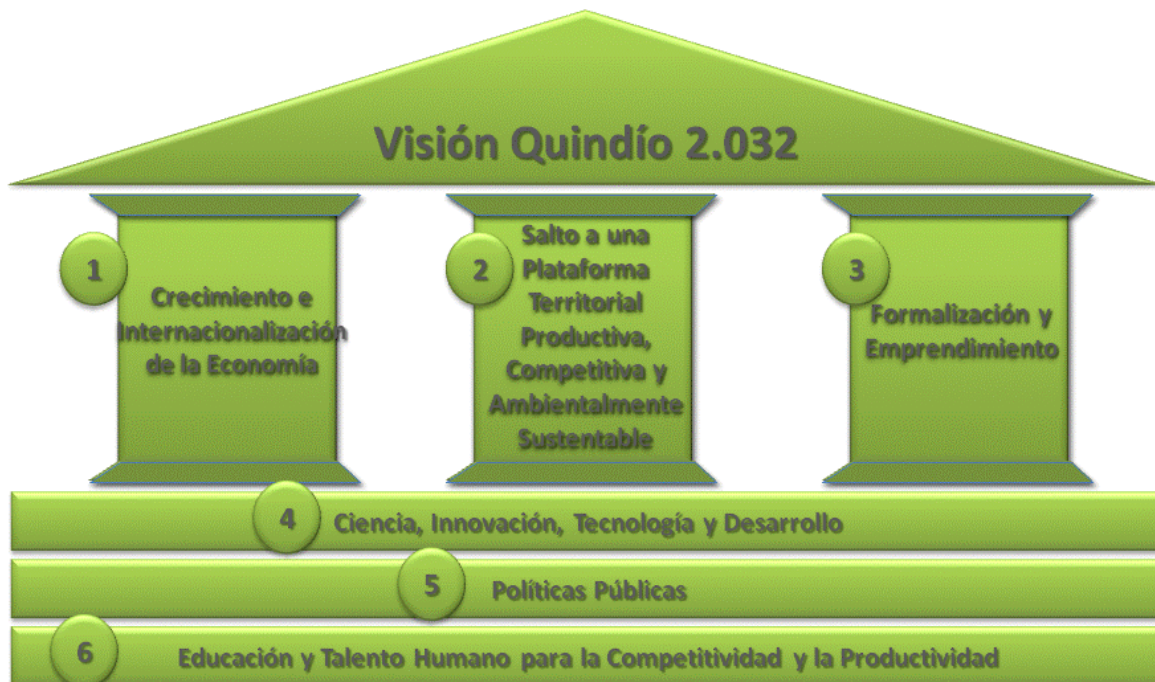 Visión Quindío 2.032
1
Crecimiento e
Internacionalización
de la Economía
2
Salto a una
Plataforma
Territorial
Productiva,
Competitiva y
Ambientalmente
Sustentable
3
Formalización y
Emprendimiento
4
Ciencia, Innovación, Tecnología y Desarrollo
5
Políticas Públicas
6
Educación y Talento Humano para la Competitividad y la Productividad